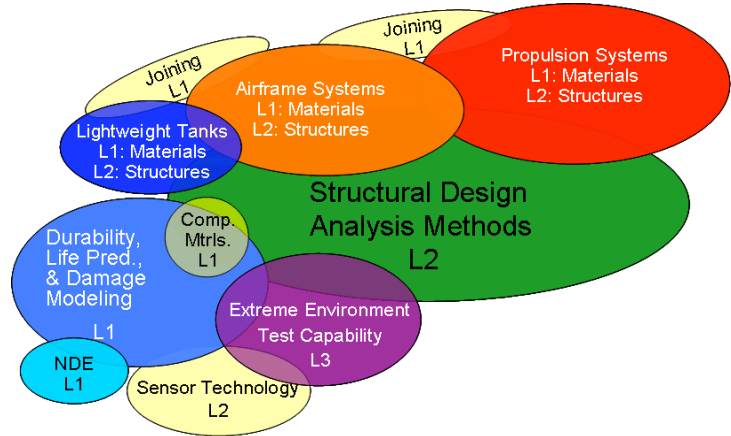 Joining
L1
Joining
L1
Propulsion Systems
L1: Materials
L2: Structures
Airframe Systems
L1: Materials
L2: Structures
Lightweight Tanks
L1: Materials
L2: Structures
Structural Design
Analysis Methods
L2
Comp.
Mtrls.
L1
Durability,
Life Pred.,
& Damage
Modeling
L1
Extreme Environment
Test Capability
L3
NDE
L1
Sensor Technology
L2